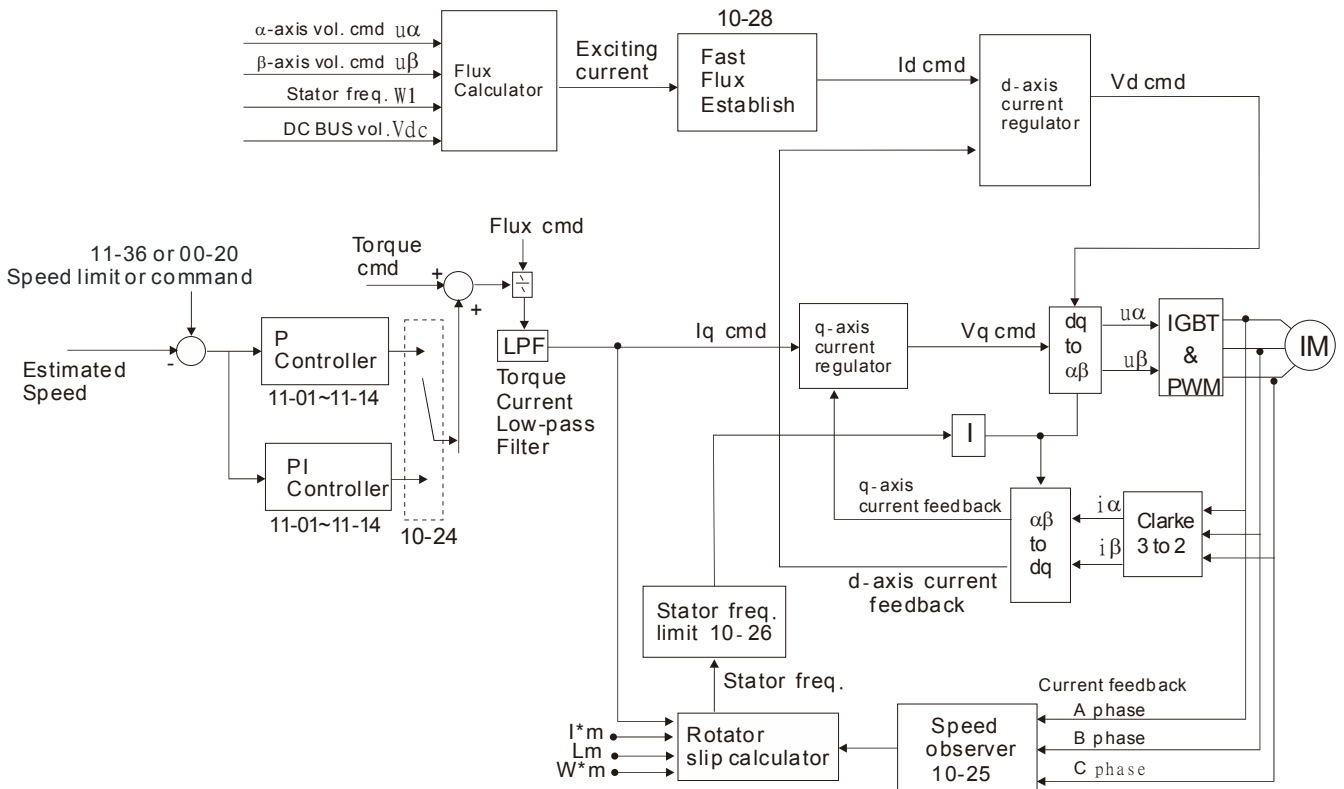 10-28
α-axis vol. cmd uα
β-axis vol. cmd uβ
Stator freq. W1
DC BUS vol. Vdc
Flux
Calculator
Exciting
current
Fast
Flux
Establish
Id cmd
d-axis
current
regulator
Vd cmd
11-36 or 00-20
Speed limit or command
Estimated
Speed
-
P
Controller
11-01~11-14
PI
Controller
11-01~11-14
10-24
Torque
cmd
+
+
Flux cmd
÷
LPF
Torque
Current
Low-pass
Filter
Iq cmd
q-axis
current
regulator
Vq cmd
dq
to
αβ
uα
uβ
IGBT
&
PWM
IM
I
q-axis
current feedback
αβ
to
dq
iα
iβ
Clarke
3 to 2
d-axis current
feedback
Stator freq.
limit 10-26
Stator freq.
I*m
Lm
W*m
Rotator
slip calculator
Speed
observer
10-25
Current feedback
A phase
B phase
C phase